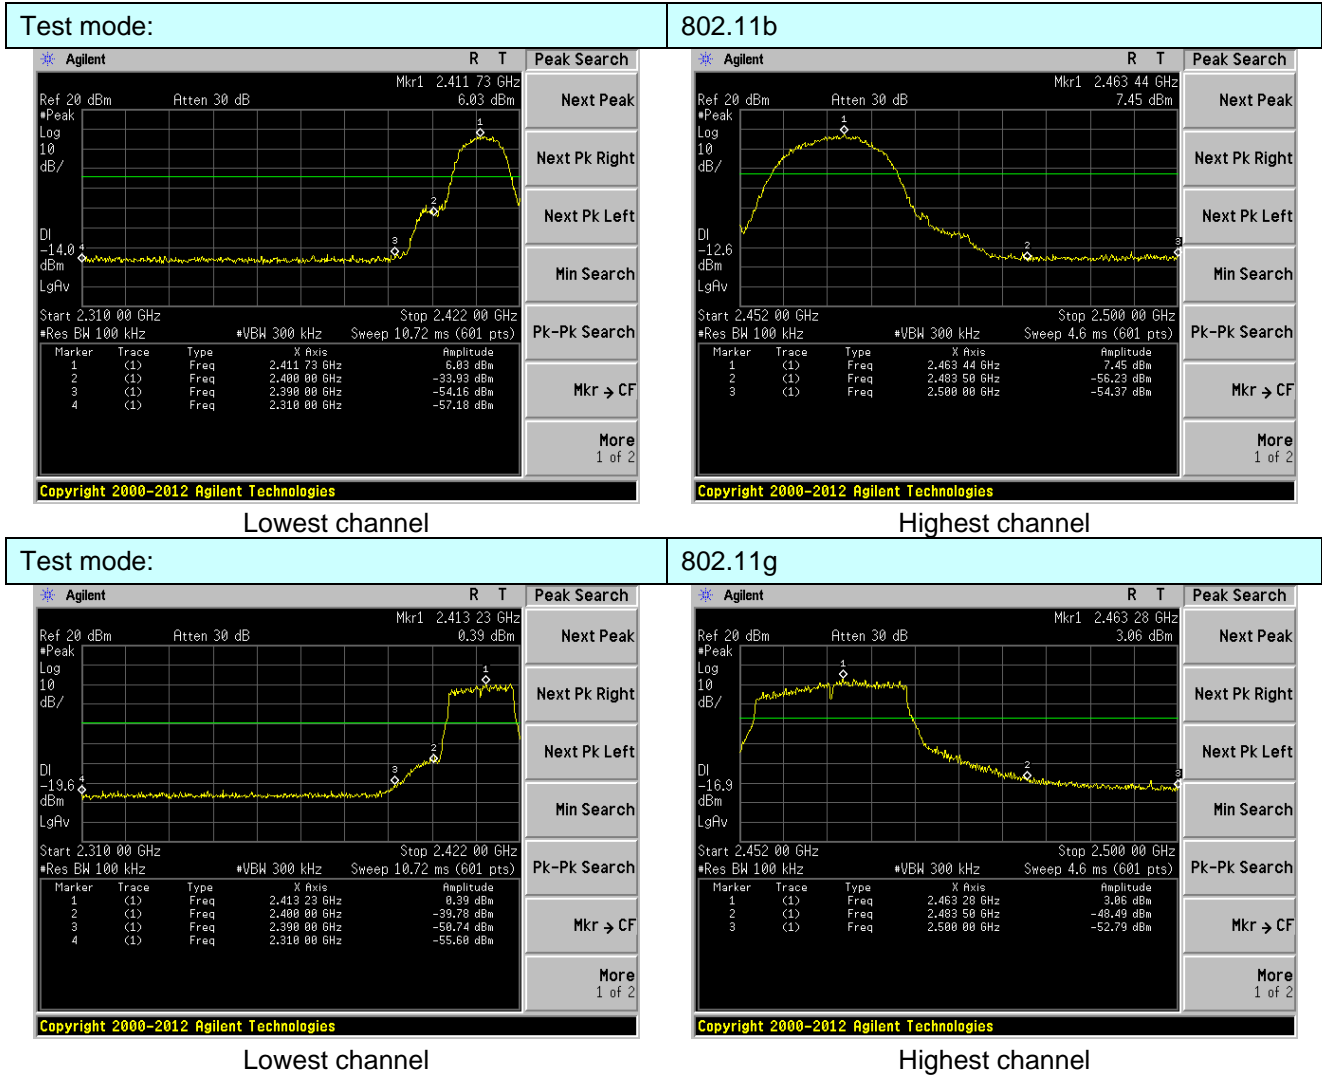 Test mode: 802.11b
Agilent R T Peak Search
Mkr1 2.411 73 GHz
Ref 20 dBm Atten 30 dB 6.03 dBm
#Peak
Log
10
dB/
1
2
3
4
DI
-14.0
dBm
LgAv
Start 2.310 00 GHz Stop 2.422 00 GHz
#Res BW 100 kHz #VBW 300 kHz Sweep 10.72 ms (601 pts)
Marker Trace Type X Axis Amplitude
1 (1) Freq 2.411 73 GHz 6.03 dBm
2 (1) Freq 2.400 00 GHz -33.93 dBm
3 (1) Freq 2.390 00 GHz -54.16 dBm
4 (1) Freq 2.310 00 GHz -57.18 dBm
Next Peak
Next Pk Right
Next Pk Left
Min Search
Pk-Pk Search
Mkr → CF
More
1 of 2
Copyright 2000-2012 Agilent Technologies
Lowest channel
Agilent R T Peak Search
Mkr1 2.463 44 GHz
Ref 20 dBm Atten 30 dB 7.45 dBm
#Peak
Log
10
dB/
1
2
3
DI
-12.6
dBm
LgAv
Start 2.452 00 GHz Stop 2.500 00 GHz
#Res BW 100 kHz #VBW 300 kHz Sweep 4.6 ms (601 pts)
Marker Trace Type X Axis Amplitude
1 (1) Freq 2.463 44 GHz 7.45 dBm
2 (1) Freq 2.483 50 GHz -56.23 dBm
3 (1) Freq 2.500 00 GHz -54.37 dBm
Next Peak
Next Pk Right
Next Pk Left
Min Search
Pk-Pk Search
Mkr → CF
More
1 of 2
Copyright 2000-2012 Agilent Technologies
Highest channel
Test mode: 802.11g
Agilent R T Peak Search
Mkr1 2.413 23 GHz
Ref 20 dBm Atten 30 dB 0.39 dBm
#Peak
Log
10
dB/
1
2
3
4
DI
-19.6
dBm
LgAv
Start 2.310 00 GHz Stop 2.422 00 GHz
#Res BW 100 kHz #VBW 300 kHz Sweep 10.72 ms (601 pts)
Marker Trace Type X Axis Amplitude
1 (1) Freq 2.413 23 GHz 0.39 dBm
2 (1) Freq 2.400 00 GHz -39.78 dBm
3 (1) Freq 2.390 00 GHz -50.74 dBm
4 (1) Freq 2.310 00 GHz -55.60 dBm
Next Peak
Next Pk Right
Next Pk Left
Min Search
Pk-Pk Search
Mkr → CF
More
1 of 2
Copyright 2000-2012 Agilent Technologies
Lowest channel
Agilent R T Peak Search
Mkr1 2.463 28 GHz
Ref 20 dBm Atten 30 dB 3.06 dBm
#Peak
Log
10
dB/
1
2
3
DI
-16.9
dBm
LgAv
Start 2.452 00 GHz Stop 2.500 00 GHz
#Res BW 100 kHz #VBW 300 kHz Sweep 4.6 ms (601 pts)
Marker Trace Type X Axis Amplitude
1 (1) Freq 2.463 28 GHz 3.06 dBm
2 (1) Freq 2.483 50 GHz -48.49 dBm
3 (1) Freq 2.500 00 GHz -52.79 dBm
Next Peak
Next Pk Right
Next Pk Left
Min Search
Pk-Pk Search
Mkr → CF
More
1 of 2
Copyright 2000-2012 Agilent Technologies
Highest channel